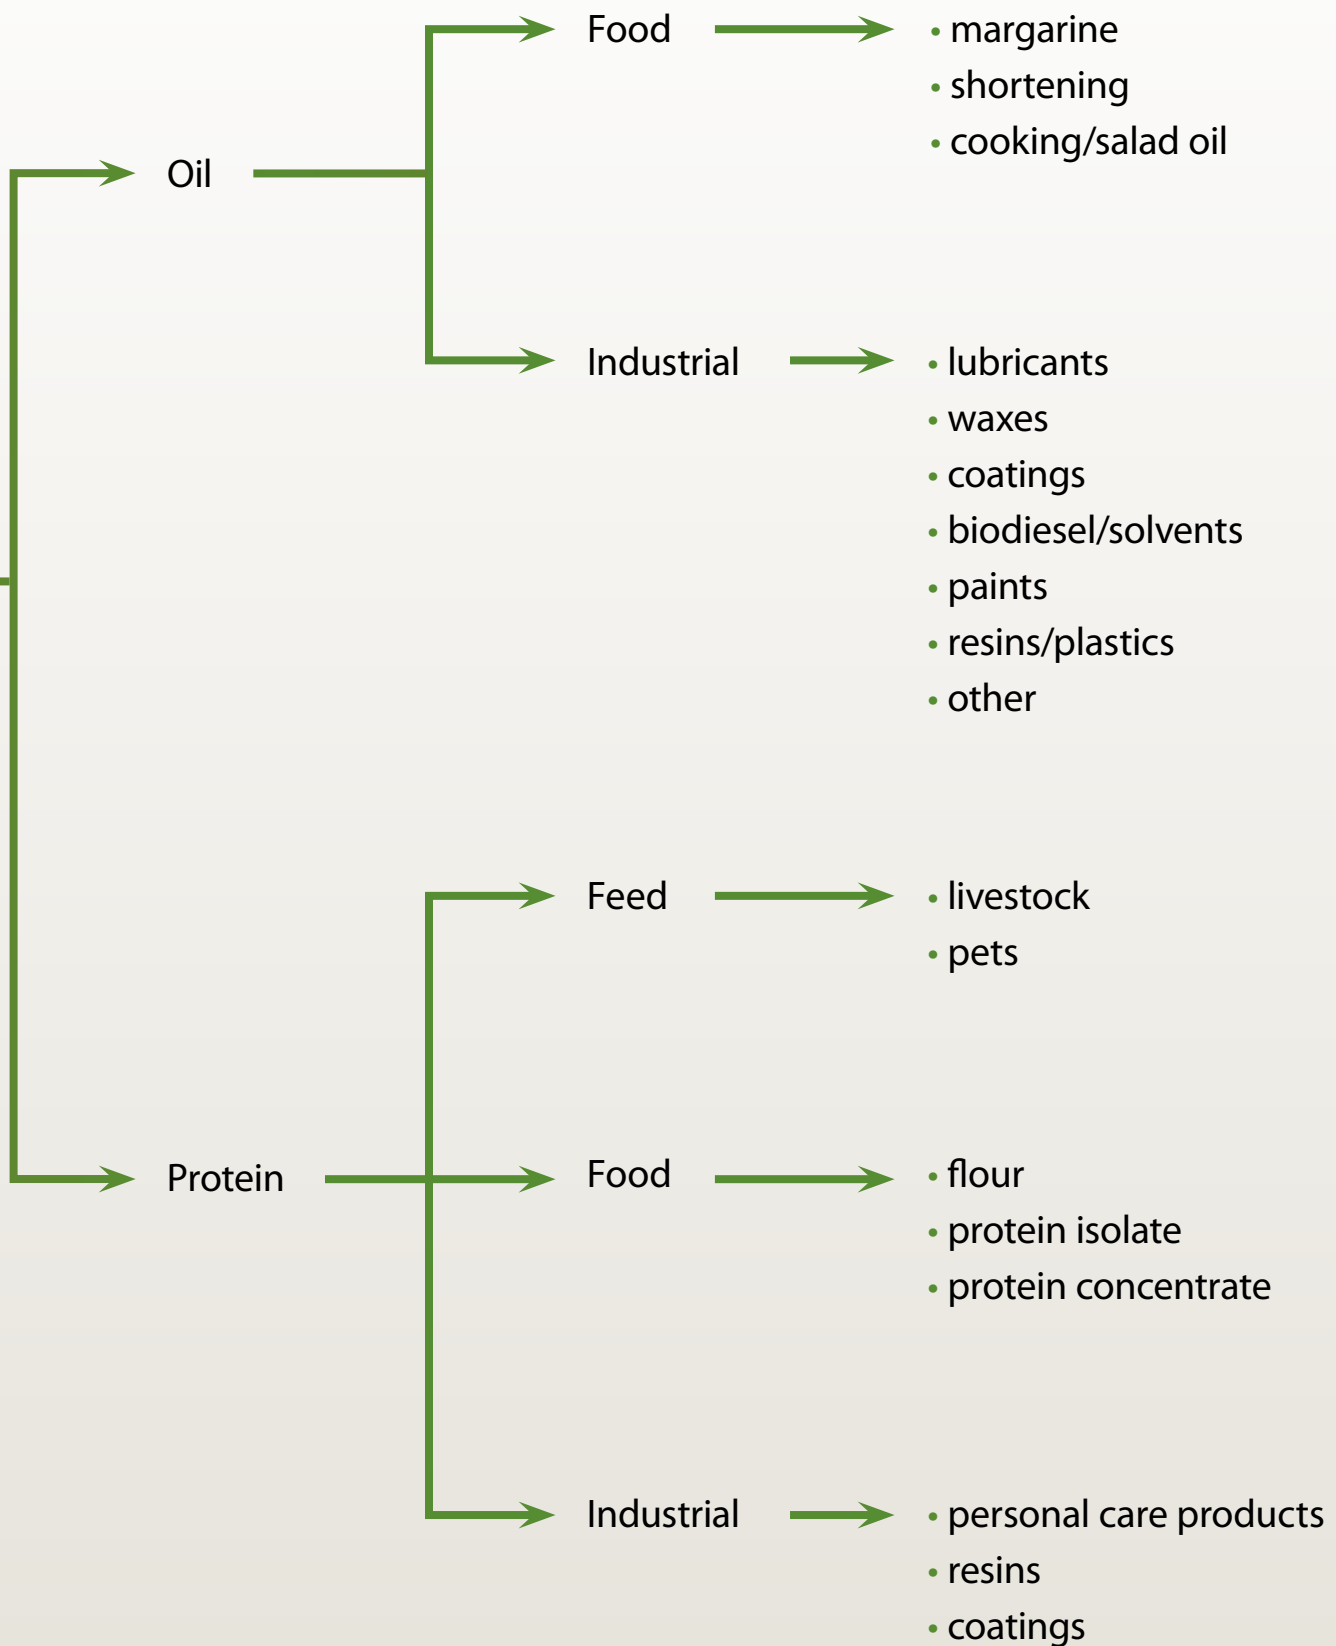 Oil
Food
• margarine
• shortening
• cooking/salad oil
Industrial
• lubricants
• waxes
• coatings
• biodiesel/solvents
• paints
• resins/plastics
• other
Protein
Feed
• livestock
• pets
Food
• flour
• protein isolate
• protein concentrate
Industrial
• personal care products
• resins
• coatings